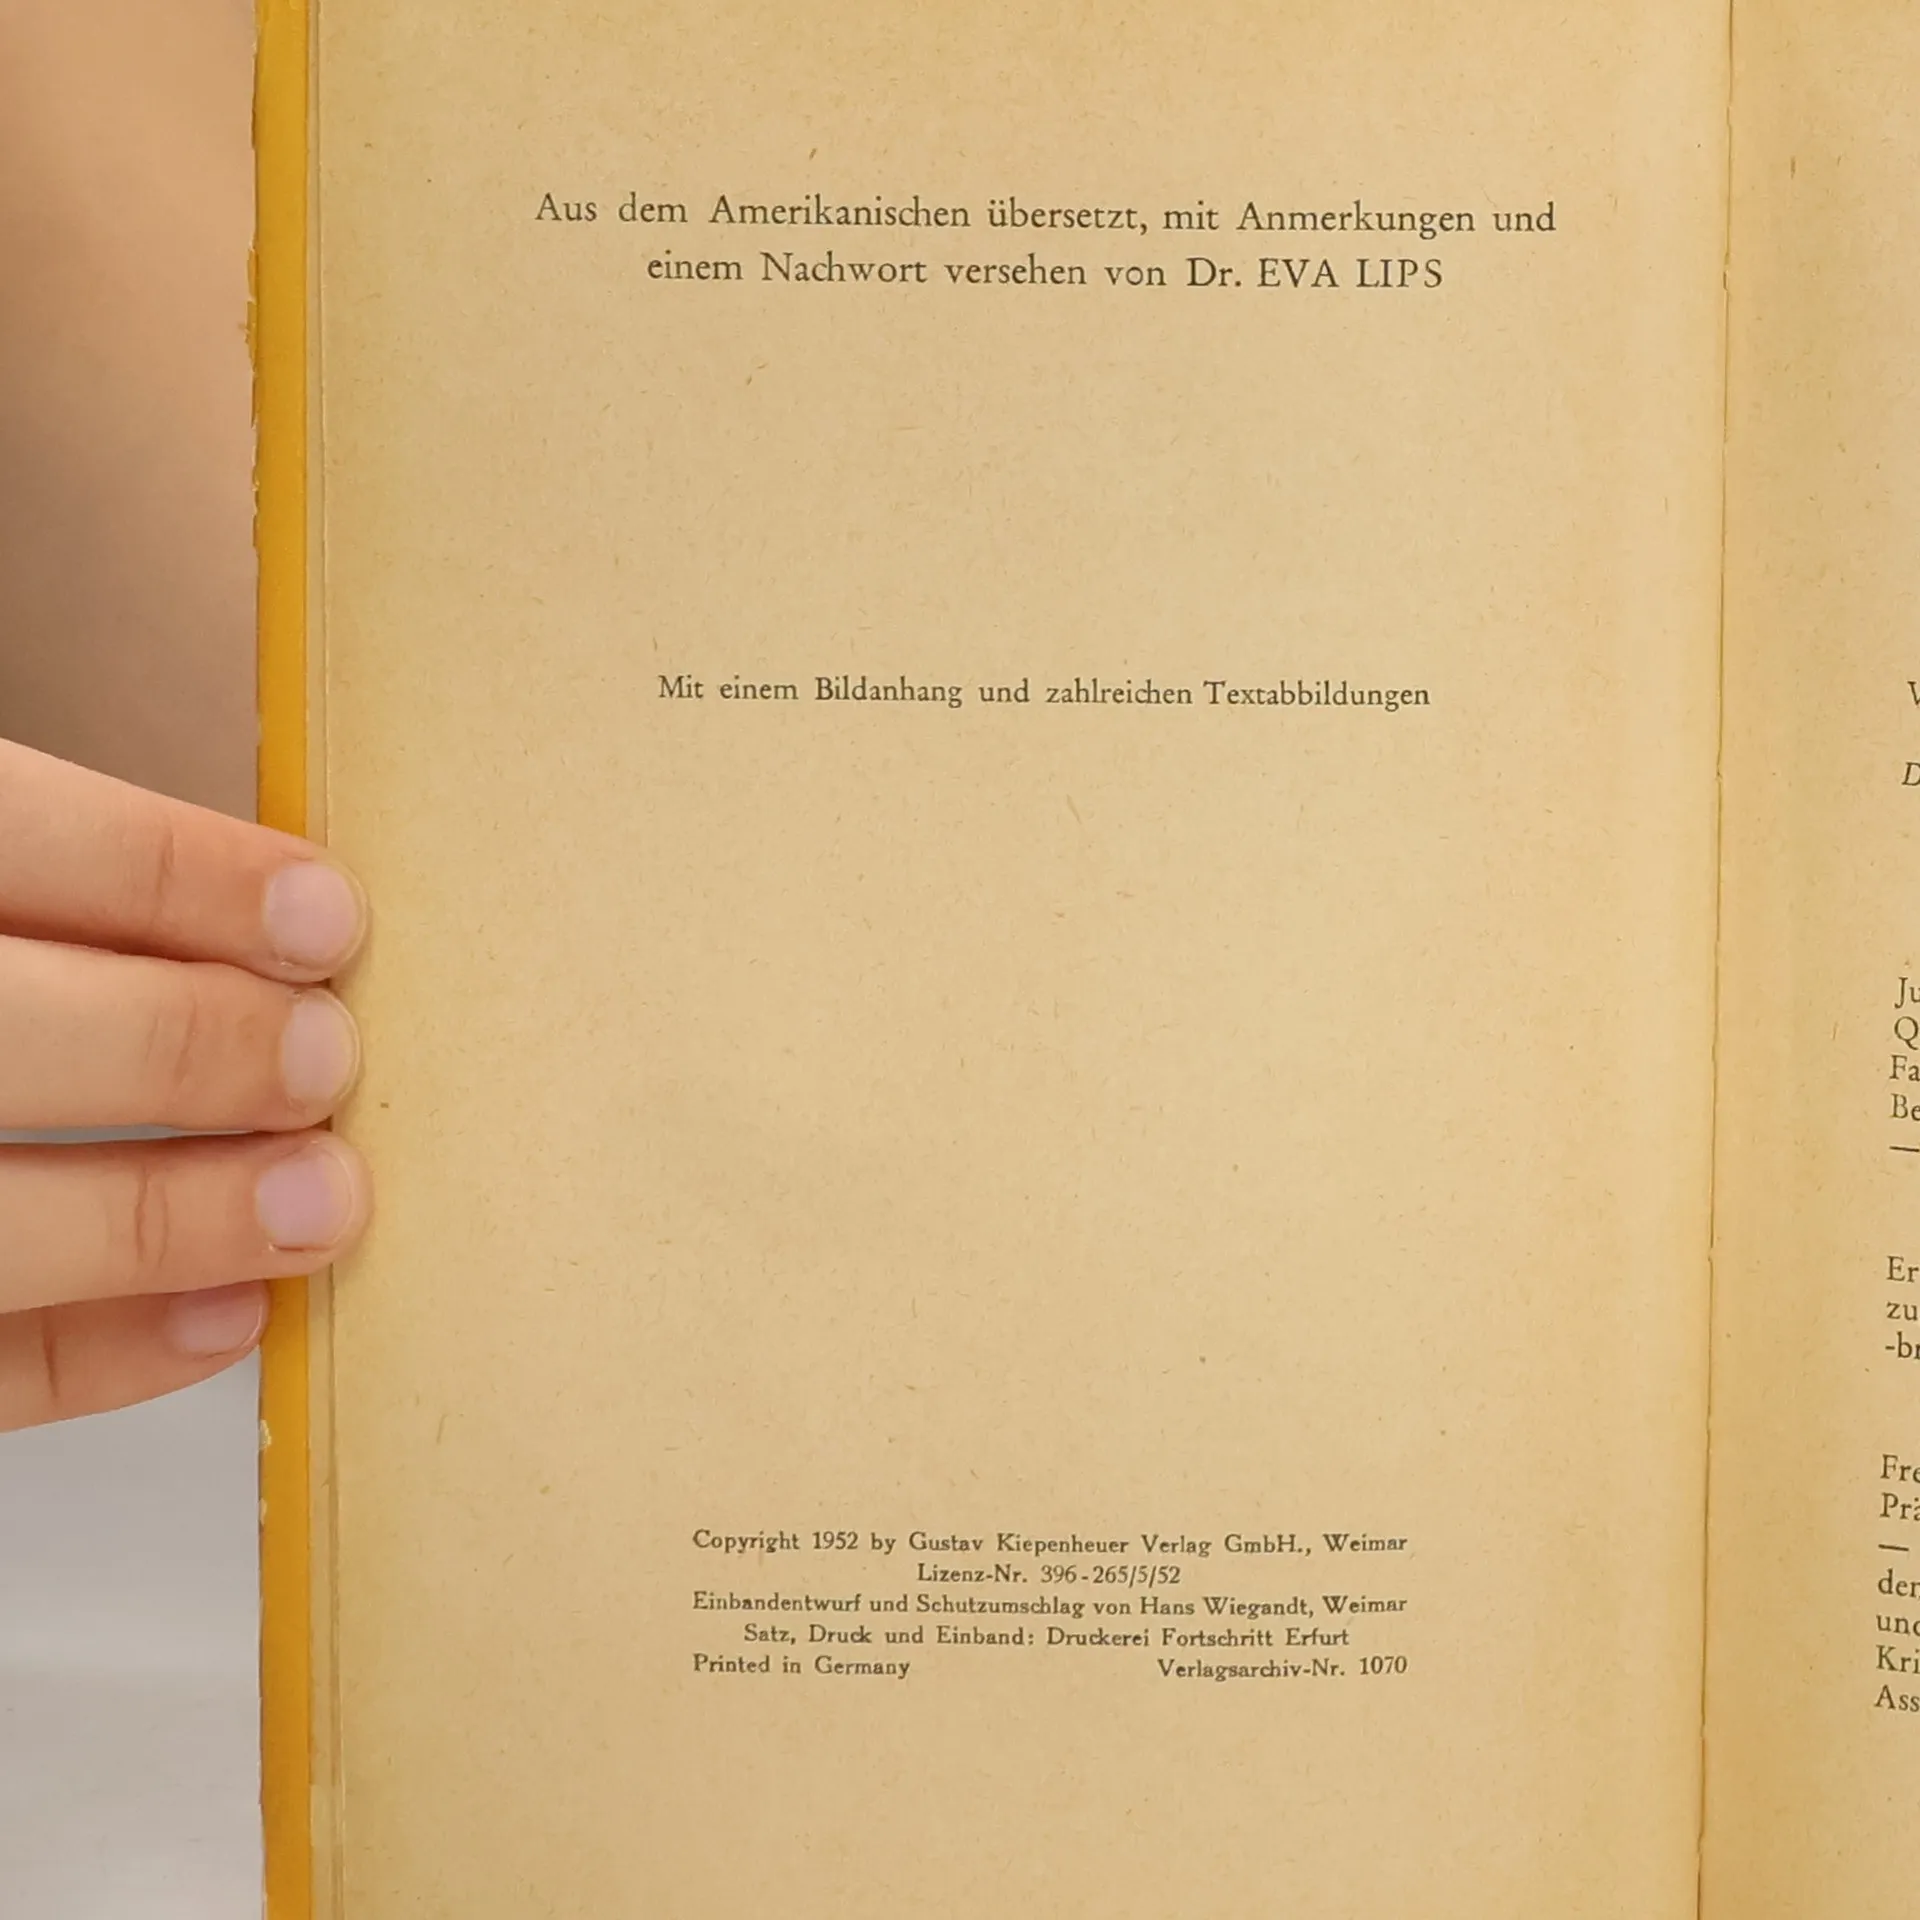 Aus dem Amerikanischen übersetzt, mit Anmerkungen und
einem Nachwort versehen von Dr. EVA LIPS
Mit einem Bildanhang und zahlreichen Textabbildungen
Copyright 1952 by Gustav Kiepenheuer Verlag GmbH., Weimar
Lizenz-Nr. 396-265/5/52
Einbandentwurf und Schutzumschlag von Hans Wiegandt, Weimar
Satz, Druck und Einband: Druckerei Fortschritt Erfurt
Printed in Germany Verlagsarchiv-Nr. 1070